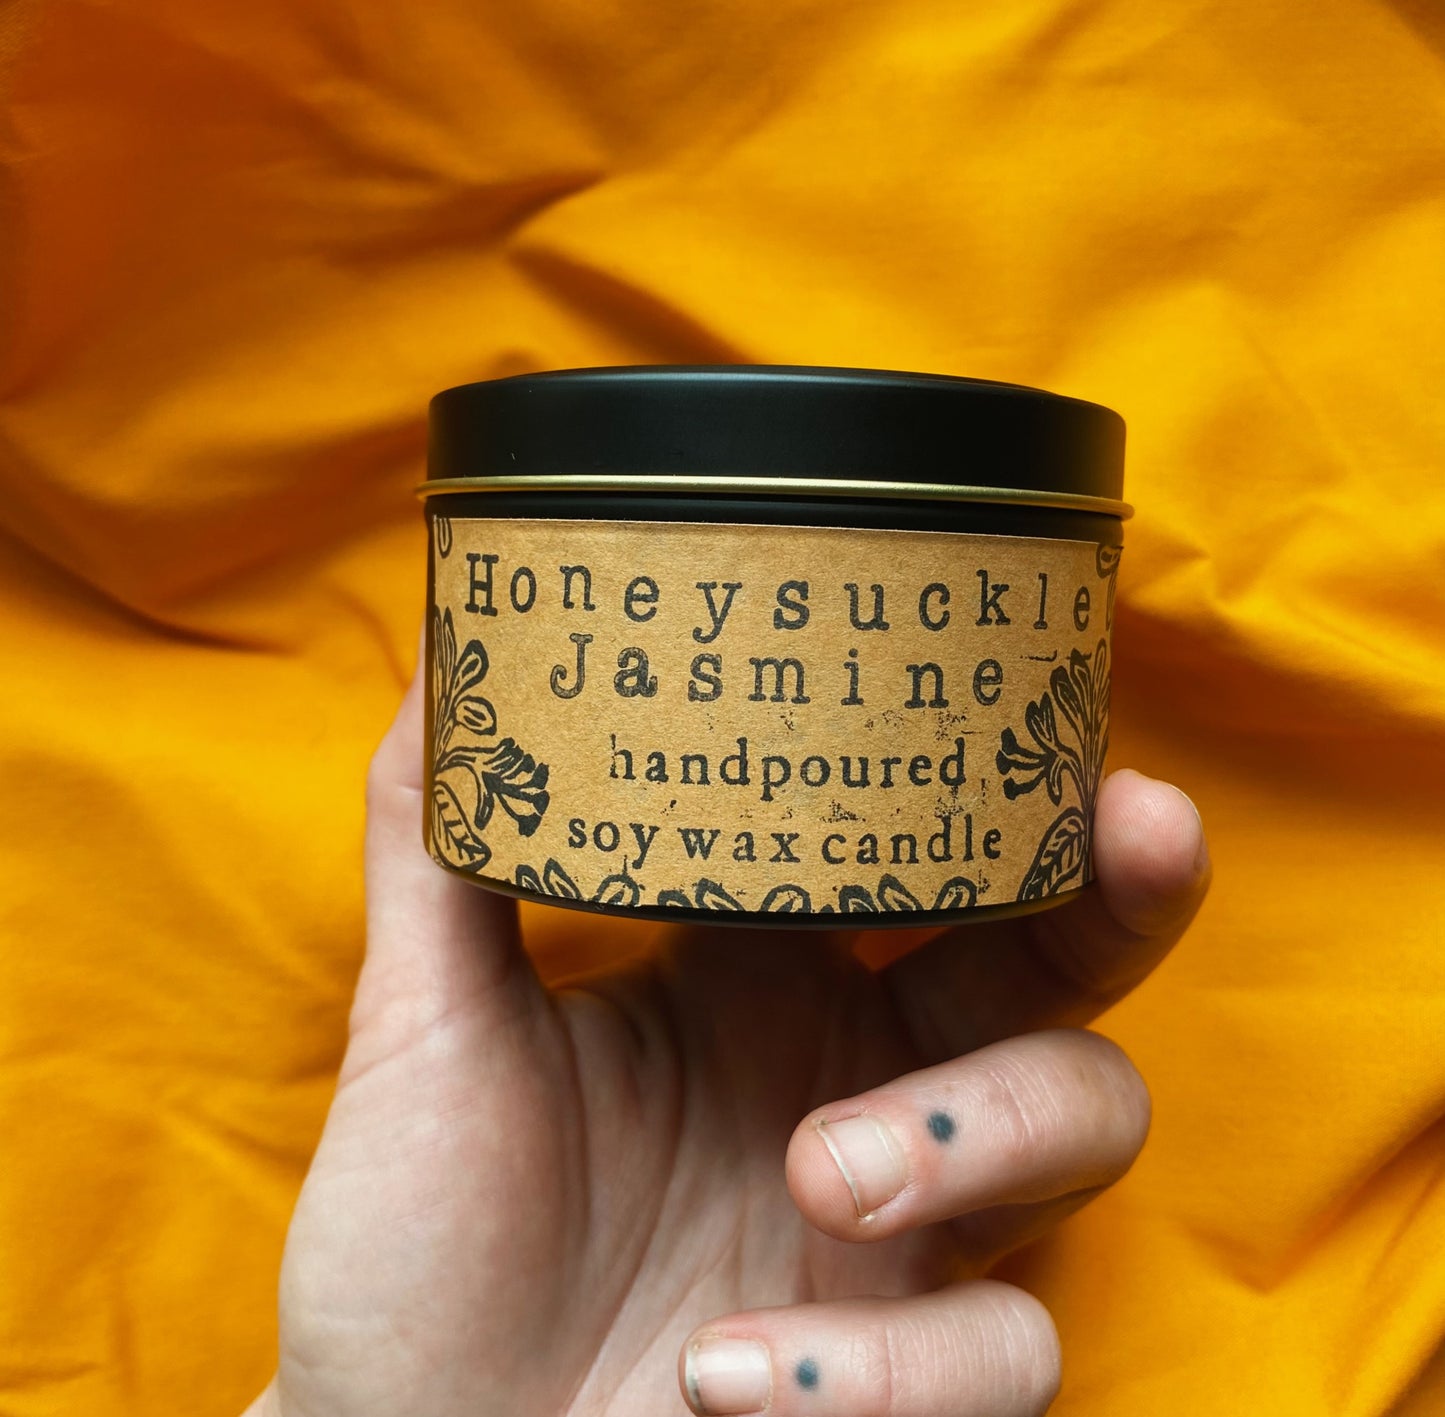 Honeysuckle
Jasmine
handpoured
soy wax candle